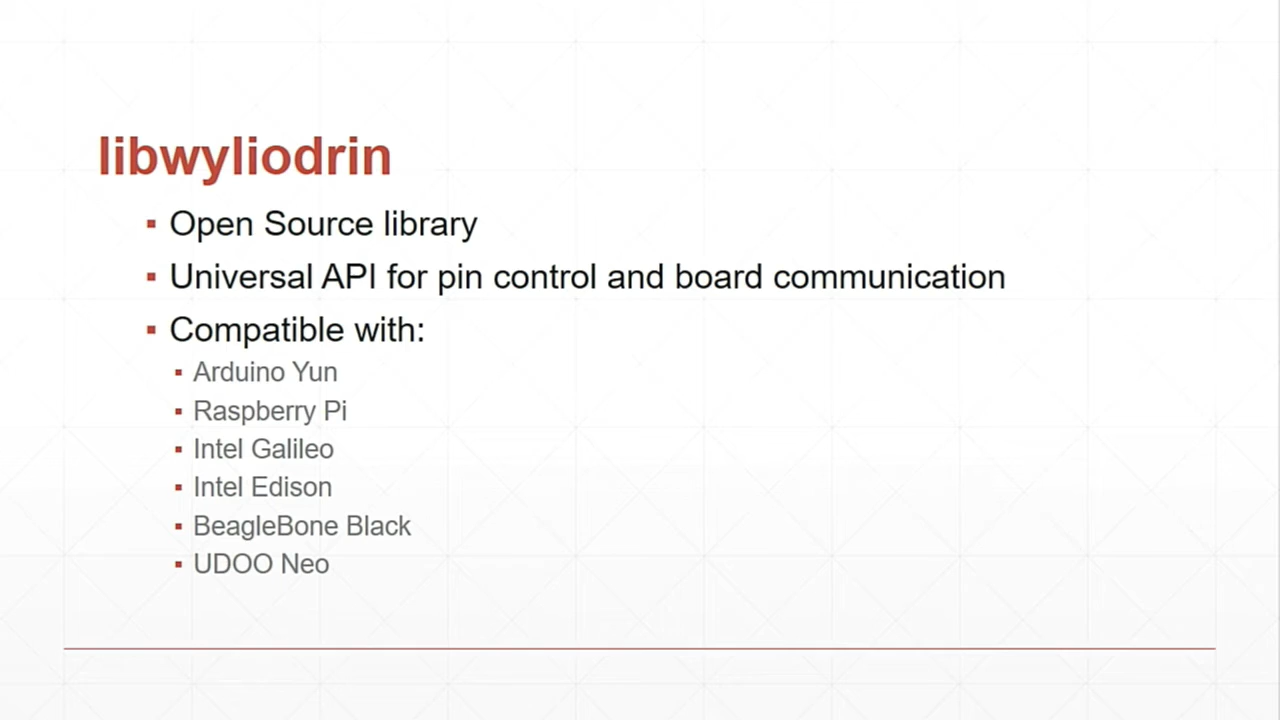 libwyliodrin
▪ Open Source library
▪ Universal API for pin control and board communication
▪ Compatible with:
▪ Arduino Yun
▪ Raspberry Pi
▪ Intel Galileo
▪ Intel Edison
▪ BeagleBone Black
▪ UDOO Neo